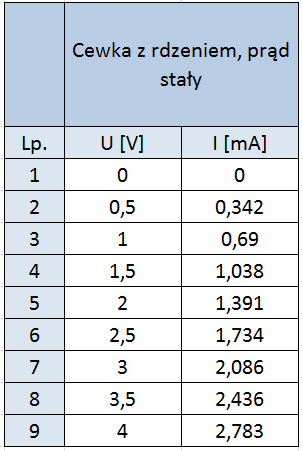 Cewka z rdzeniem, prąd
stały
Lp. U [V] I [mA]
1 0 0
2 0,5 0,342
3 1 0,69
4 1,5 1,038
5 2 1,391
6 2,5 1,734
7 3 2,086
8 3,5 2,436
9 4 2,783